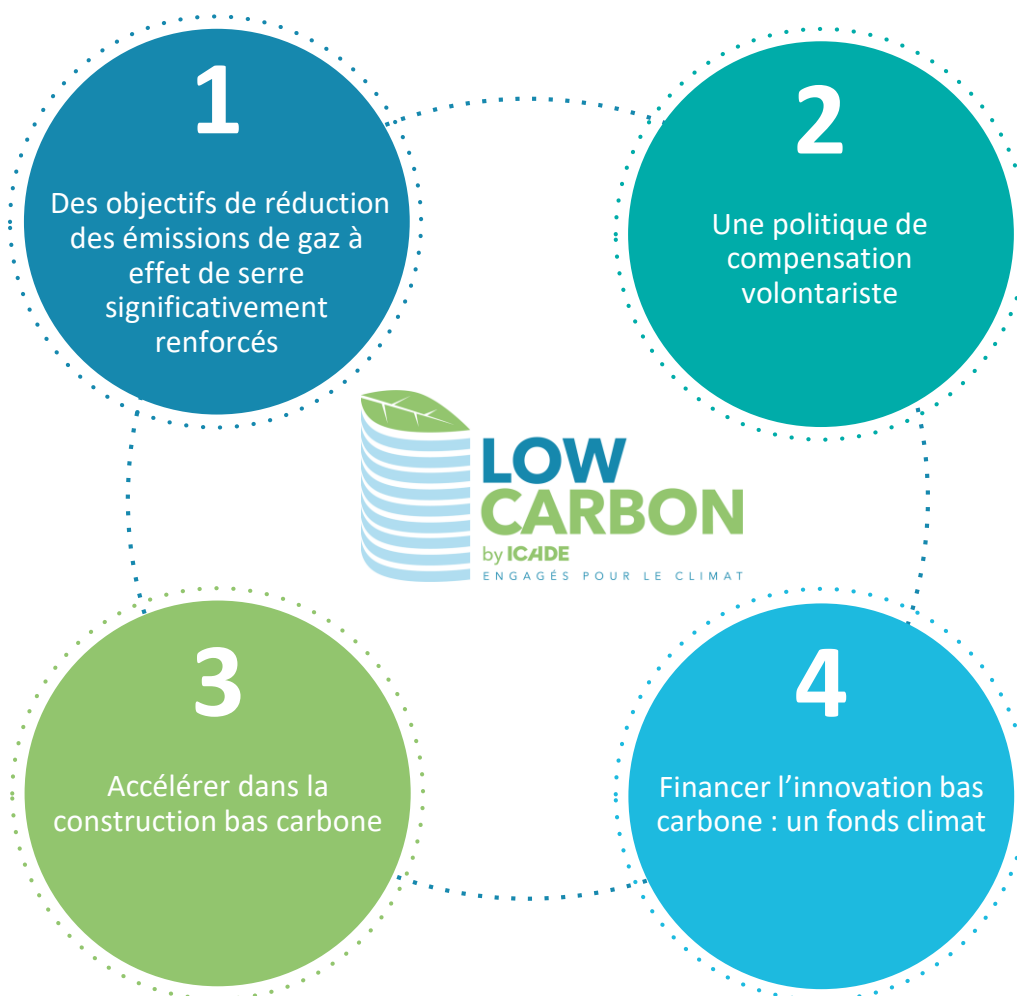 1
Des objectifs de réduction
des émissions de gaz à
effet de serre
significativement
renforcés
2
Une politique de
compensation
volontariste
LOW
CARBON
by ICADE
ENGAGÉS POUR LE CLIMAT
3
Accélérer dans la
construction bas carbone
4
Financer l’innovation bas
carbone : un fonds climat